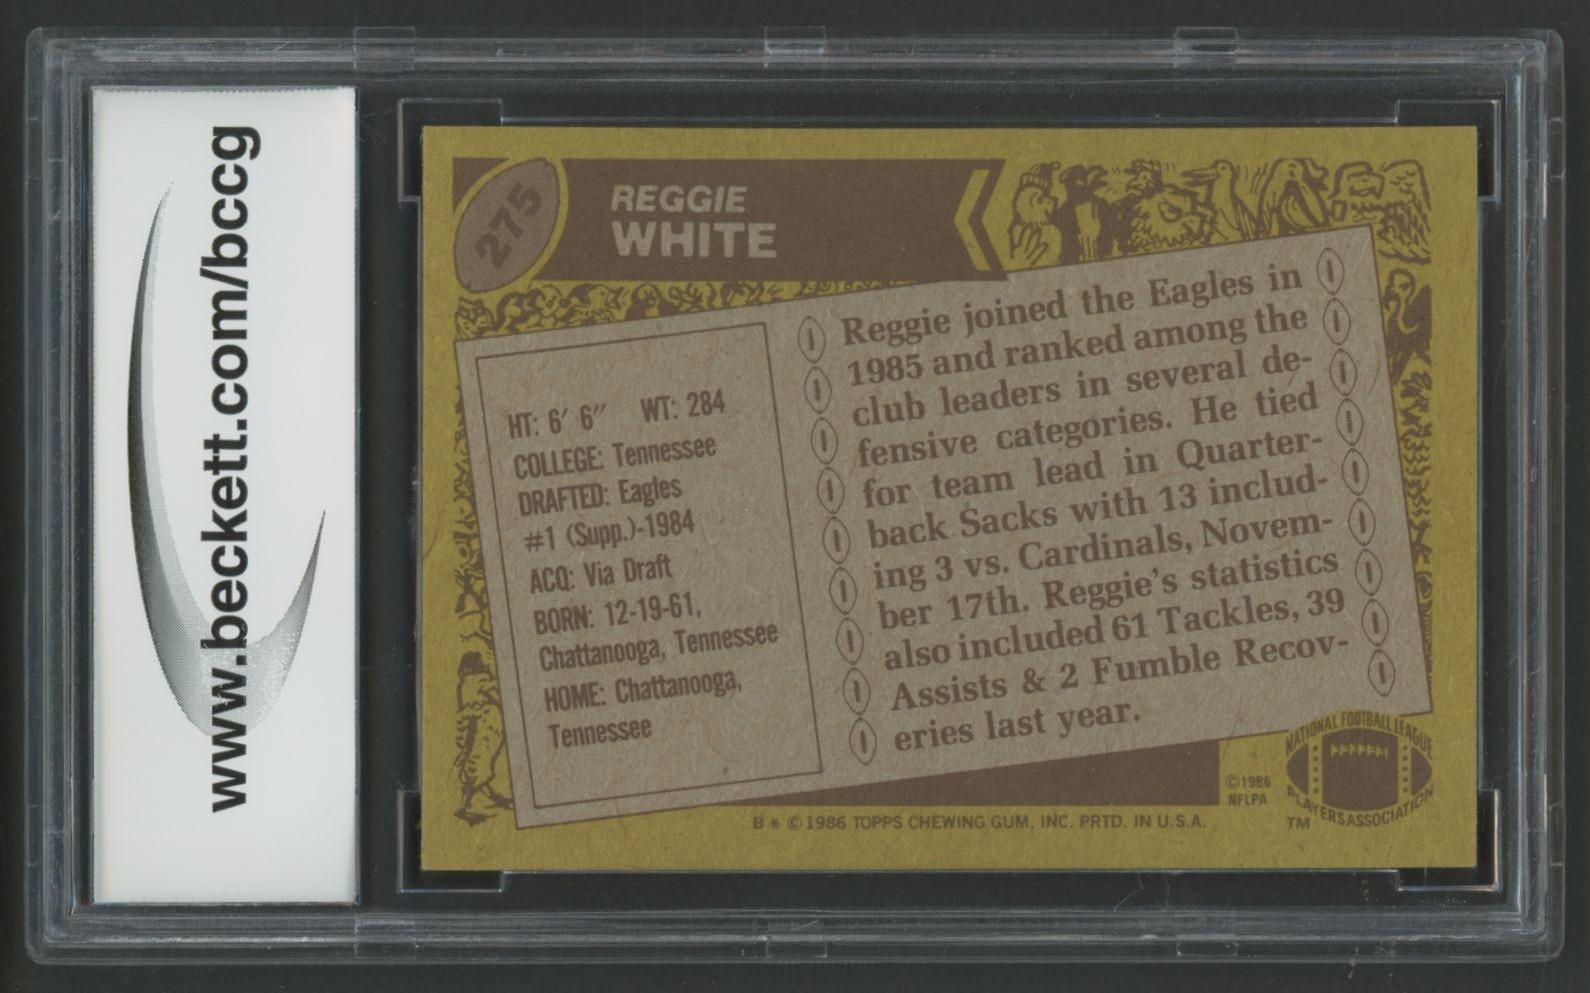 www.beckett.com/bccg
275
REGGIE
WHITE
HT: 6′ 6″ WT: 284
COLLEGE: Tennessee
DRAFTED: Eagles
#1 (Supp.)-1984
ACQ: Via Draft
BORN: 12-19-61,
Chattanooga, Tennessee
HOME: Chattanooga,
Tennessee
Reggie joined the Eagles in
1985 and ranked among the
club leaders in several de-
fensive categories. He tied
for team lead in Quarter-
back Sacks with 13 includ-
ing 3 vs. Cardinals, Novem-
ber 17th. Reggie's statistics
also included 61 Tackles, 39
Assists & 2 Fumble Recov-
eries last year.
©1986
NFLPA
NATIONAL FOOTBALL LEAGUE
PLAYERS ASSOCIATION
TM
B * © 1986 TOPPS CHEWING GUM, INC. PRTD. IN U.S.A.